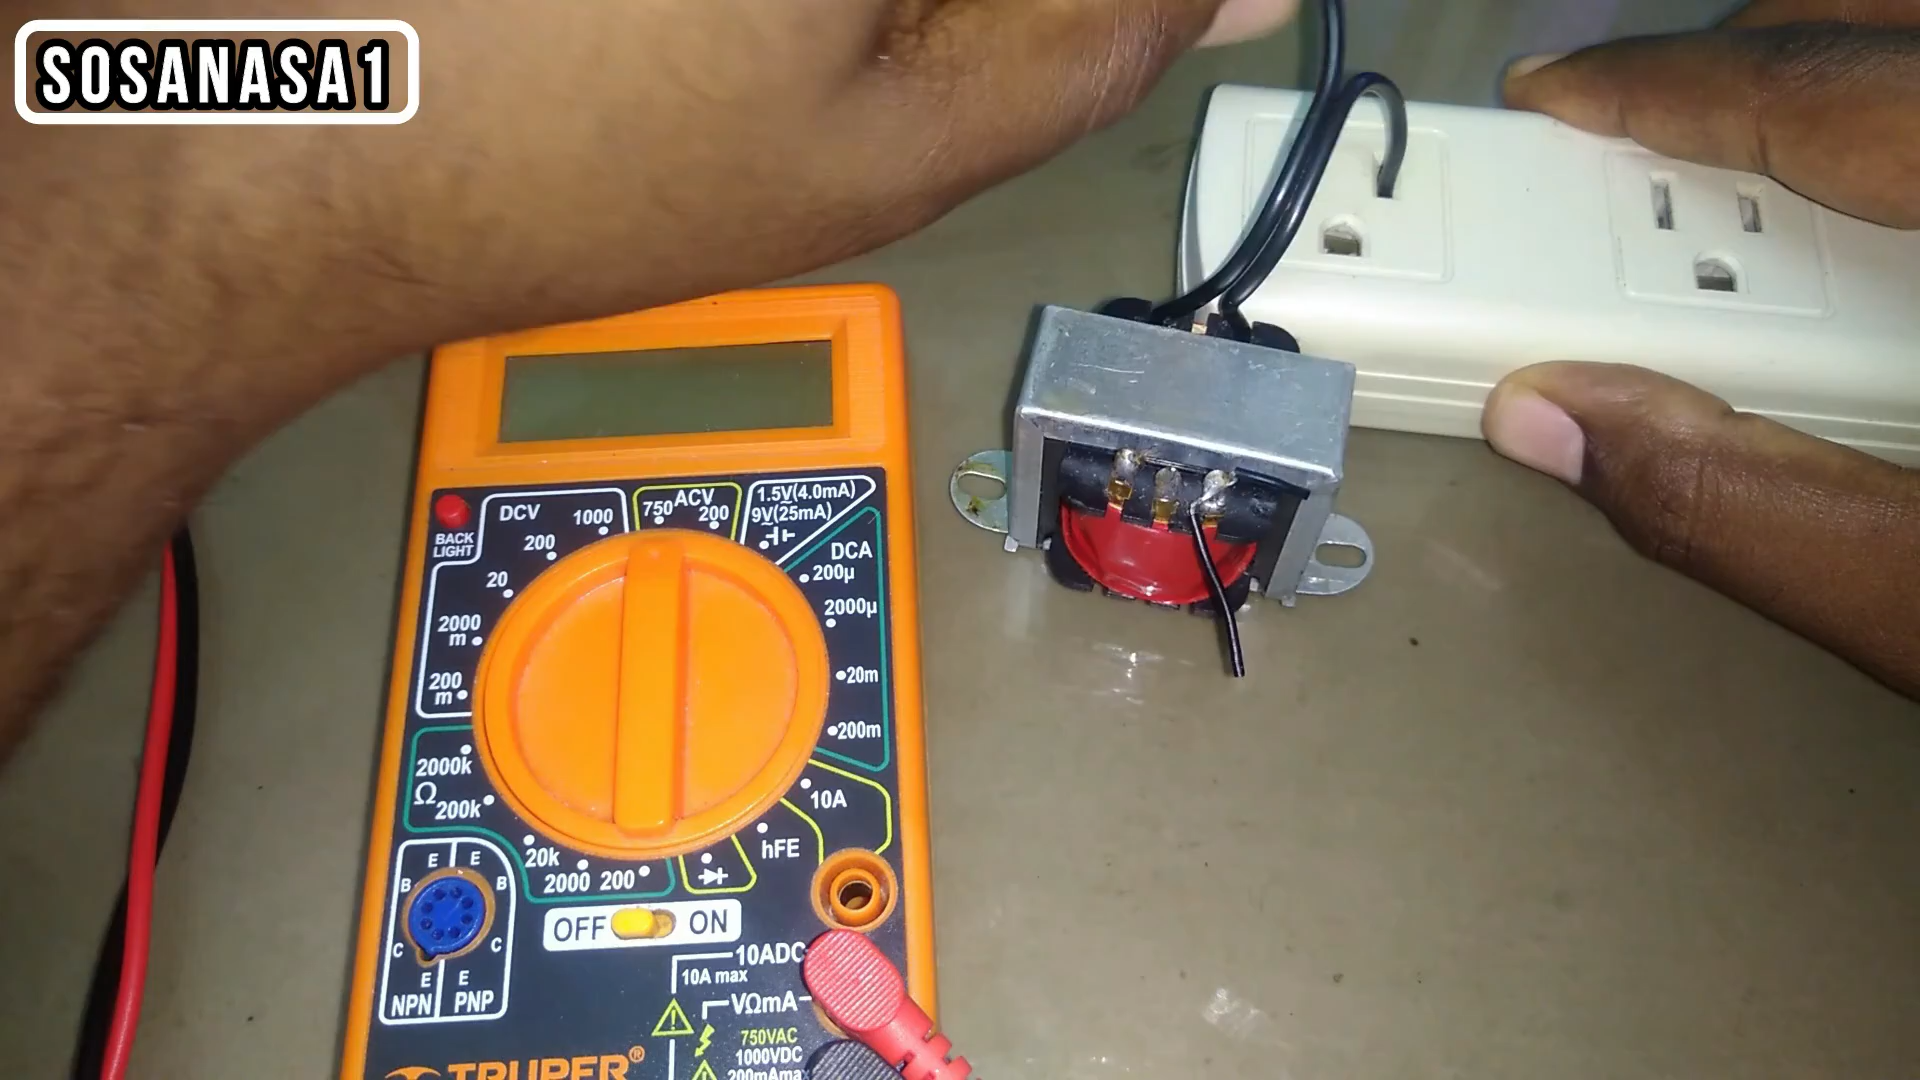 SOSANASA1
DCV
1000
200
20
2000
m
200
m
750
ACV
200
1.5V(4.0mA)
9V(25mA)
BACK
LIGHT
DCA
200µ
2000µ
20m
200m
10A
hFE
2000k
Ω
200k
20k
2000
200
OFF
ON
E
E
B
B
C
C
E
E
NPN
PNP
10ADC
10A max
VΩmA
750VAC
1000VDC
200mAma
TRUPER®